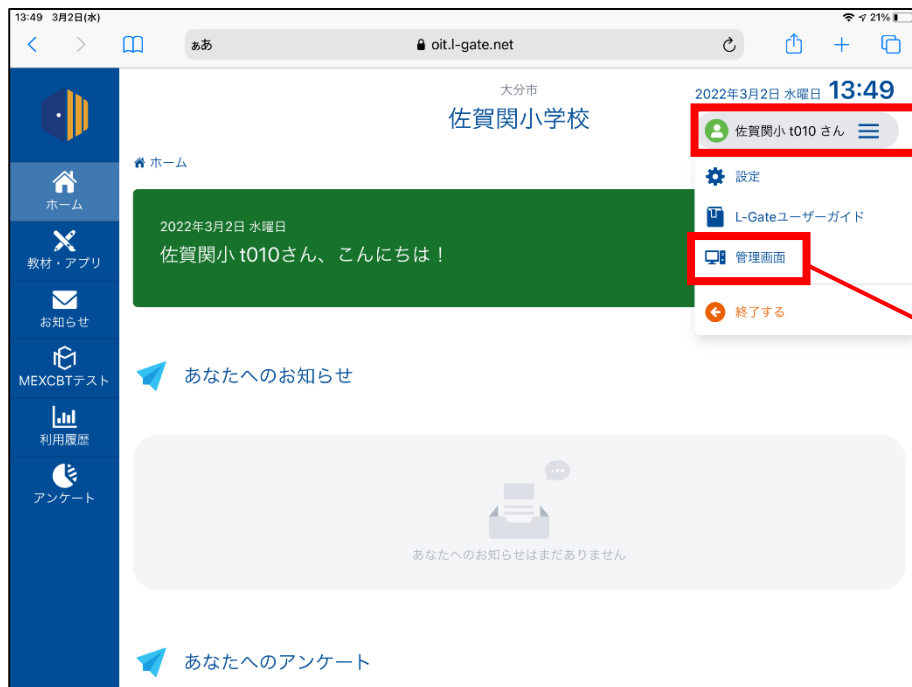 13:49 3月2日(水)
21%
ああ
oit.l-gate.net
大分市
佐賀関小学校
2022年3月2日 水曜日 13:49
佐賀関小 t010 さん
設定
L-Gateユーザーガイド
管理画面
終了する
ホーム
ホーム
教材・アプリ
お知らせ
MEXCBTテスト
利用履歴
アンケート
2022年3月2日 水曜日
佐賀関小 t010さん、こんにちは！
あなたへのお知らせ
あなたへのお知らせはまだありません
あなたへのアンケート